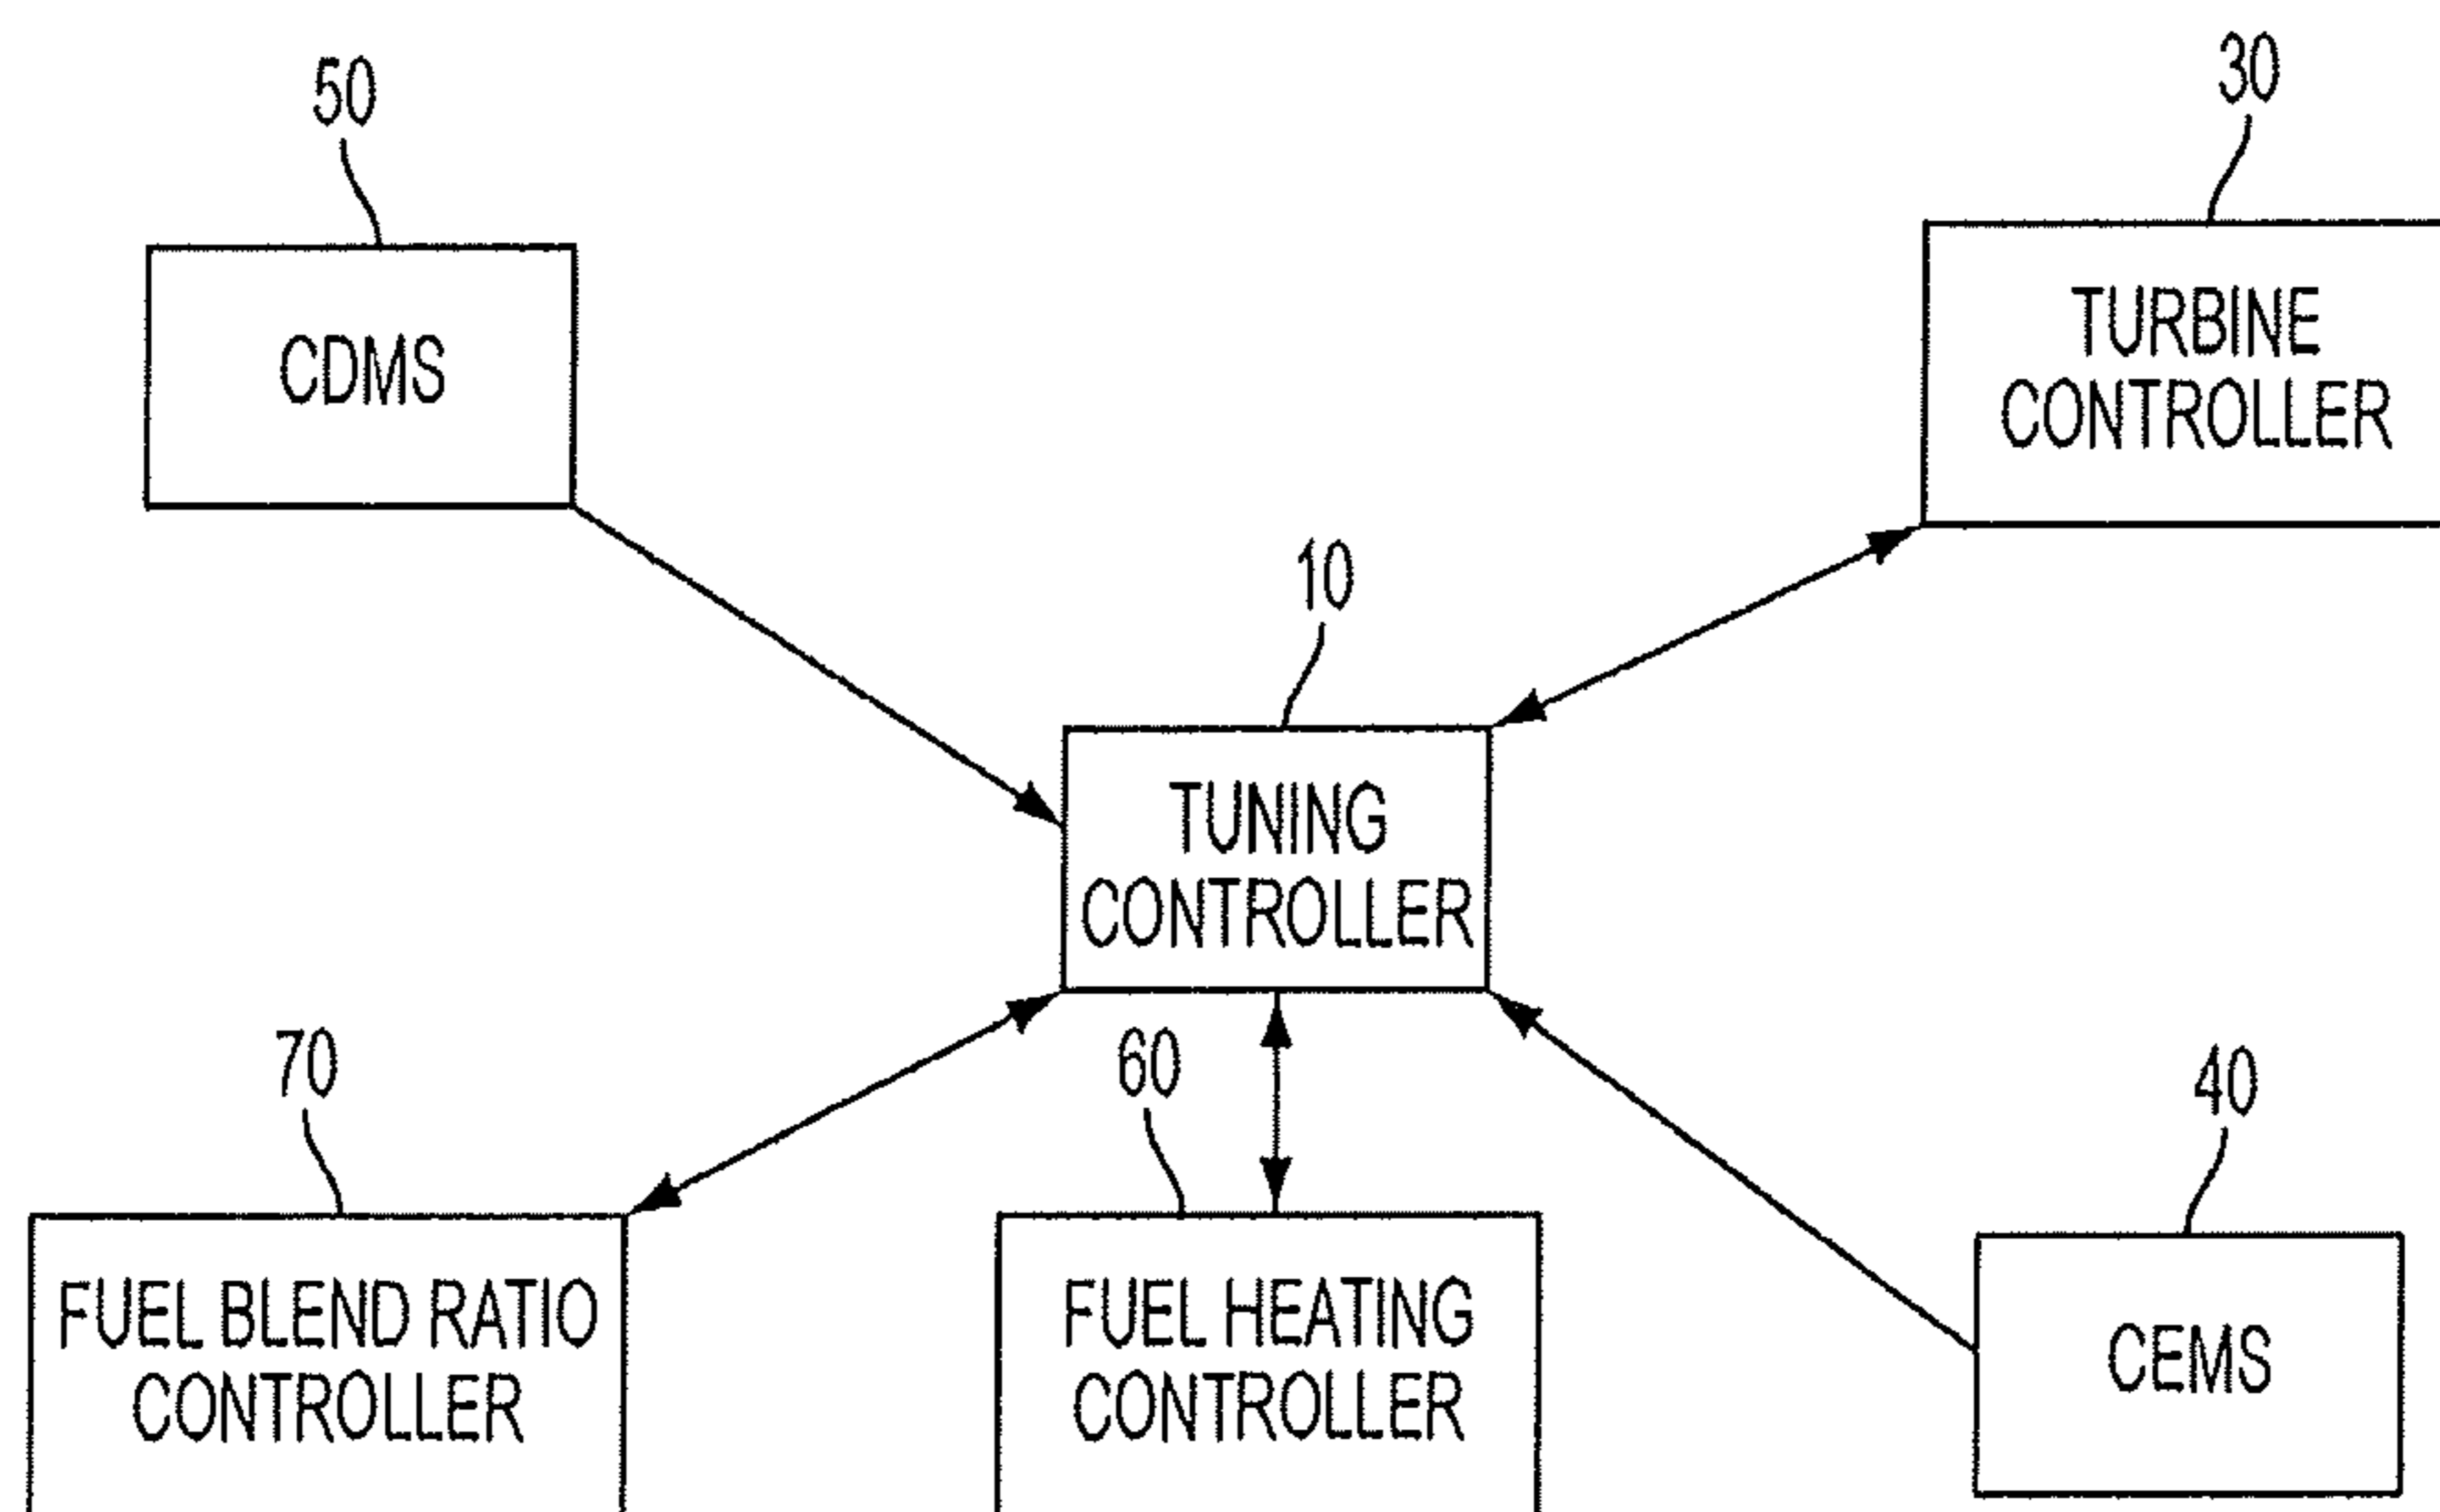 50
30
CDMS
TURBINE
CONTROLLER
10
TUNING
CONTROLLER
70
60
40
FUEL BLEND RATIO
CONTROLLER
FUEL HEATING
CONTROLLER
CEMS